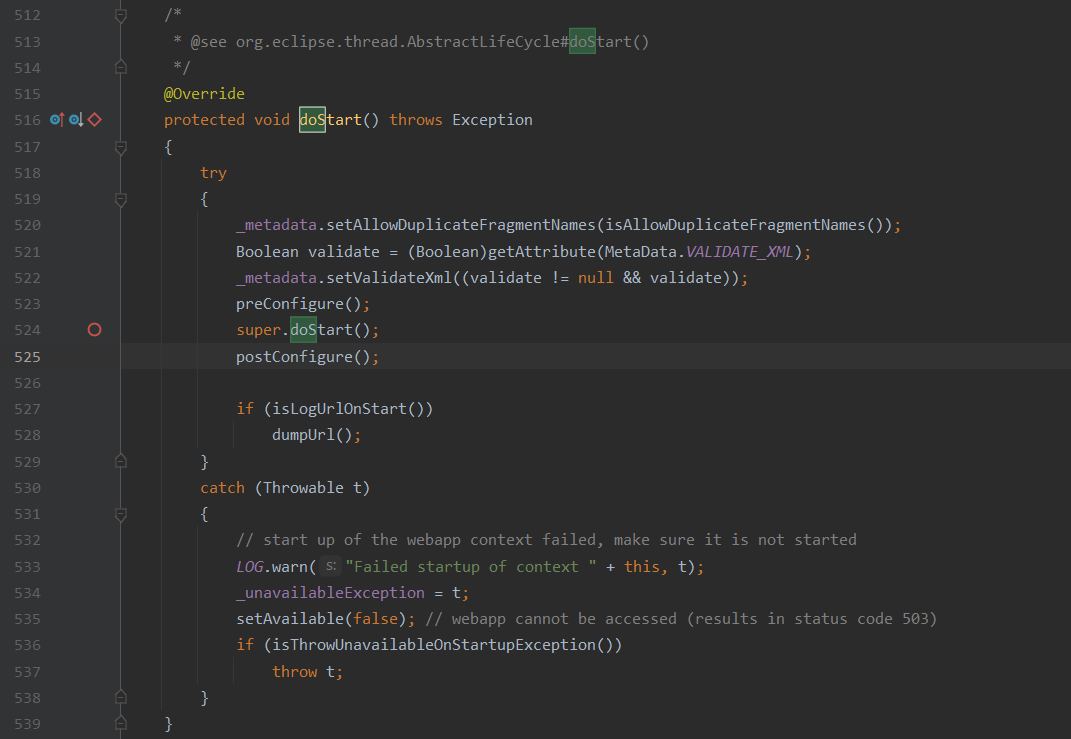 512 /*
513 * @see org.eclipse.thread.AbstractLifeCycle#doStart()
514 */
515 @Override
516 protected void doStart() throws Exception
517 {
518 try
519 {
520 _metadata.setAllowDuplicateFragmentNames(isAllowDuplicateFragmentNames());
521 Boolean validate = (Boolean)getAttribute(MetaData.VALIDATE_XML);
522 _metadata.setValidateXml((validate != null && validate));
523 preConfigure();
524 super.doStart();
525 postConfigure();
526
527 if (isLogUrlOnStart())
528 dumpUrl();
529 }
530 catch (Throwable t)
531 {
532 // start up of the webapp context failed, make sure it is not started
533 LOG.warn( s: "Failed startup of context " + this, t);
534 _unavailableException = t;
535 setAvailable(false); // webapp cannot be accessed (results in status code 503)
536 if (isThrowUnavailableOnStartupException())
537 throw t;
538 }
539 }